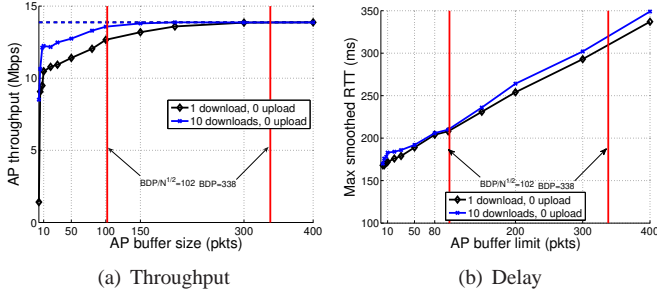 15
10
5
0
AP throughput (Mbps)
1 download, 0 upload
10 downloads, 0 upload
BDP/N^1/2=102
BDP=338
10 50 100 150 300 400
AP buffer size (pkts)
(a) Throughput
350
300
250
200
150
100
Max smoothed RTT (ms)
BDP/N^1/2=102
BDP=338
1 download, 0 upload
10 downloads, 0 upload
10 50 80 200 300 400
AP buffer limit (pkts)
(b) Delay